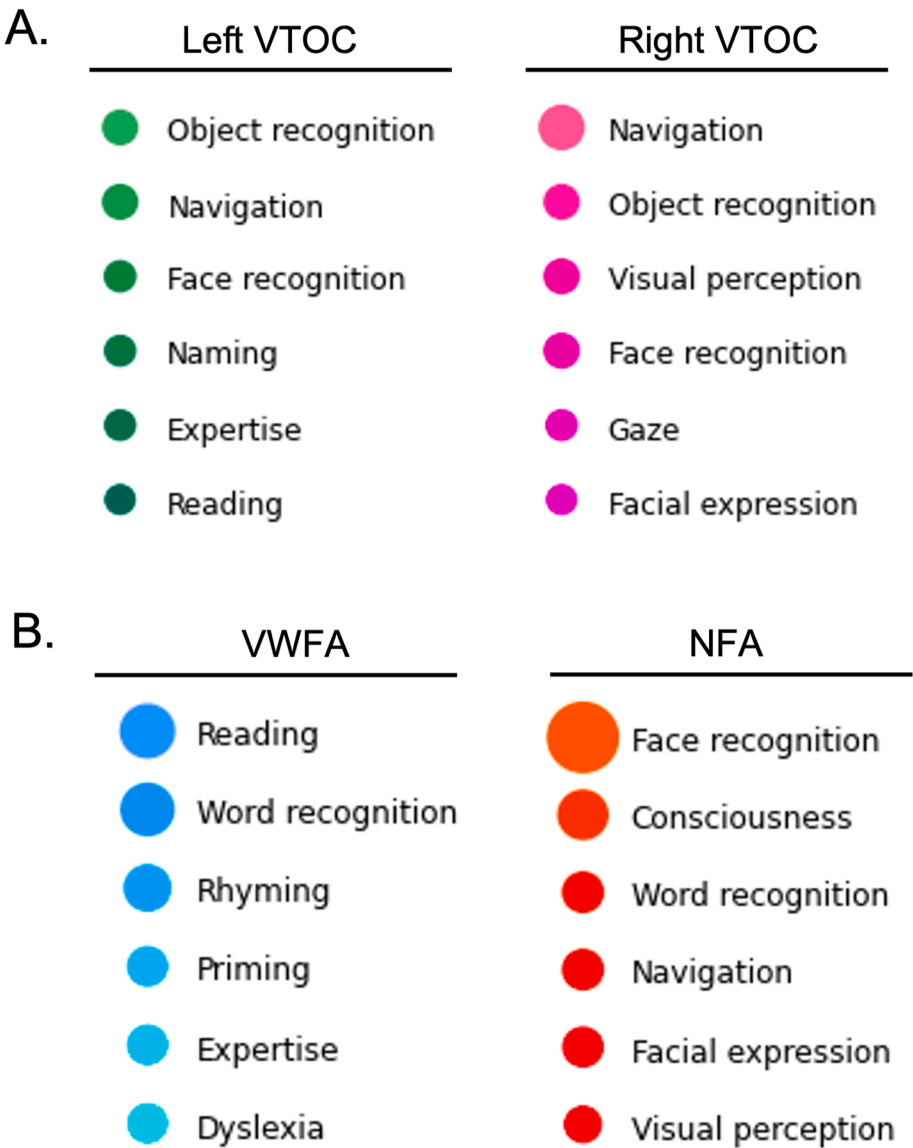 A.
Left VTOC
Object recognition
Navigation
Face recognition
Naming
Expertise
Reading
Right VTOC
Navigation
Object recognition
Visual perception
Face recognition
Gaze
Facial expression
B.
VWFA
Reading
Word recognition
Rhyming
Priming
Expertise
Dyslexia
NFA
Face recognition
Consciousness
Word recognition
Navigation
Facial expression
Visual perception